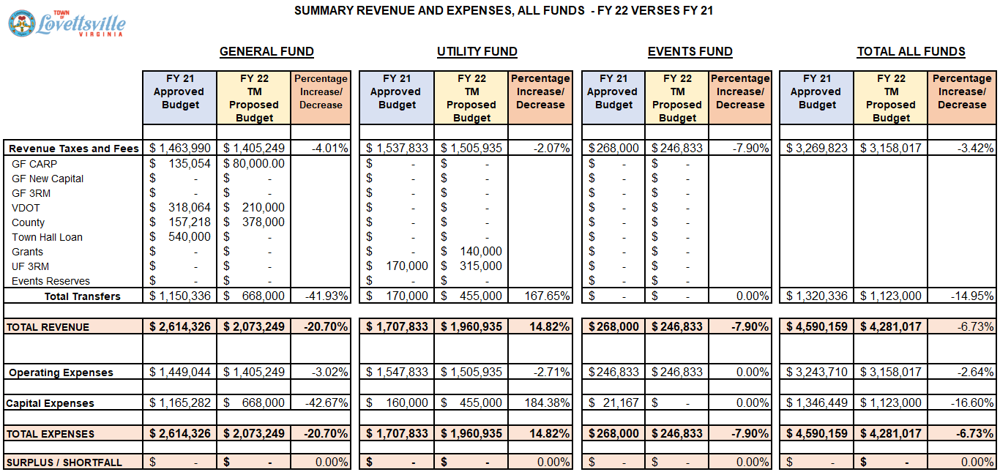 TOWN
OF
Lovettsville
VIRGINIA
SUMMARY REVENUE AND EXPENSES, ALL FUNDS - FY 22 VERSES FY 21
GENERAL FUND UTILITY FUND EVENTS FUND TOTAL ALL FUNDS
FY 21 FY 22 Percentage FY 21 FY 22 Percentage FY 21 FY 22 Percentage FY 21 FY 22 Percentage
Approved TM Increase/ Approved TM Increase/ Approved TM Increase/ Approved TM Increase/
Budget Proposed Decrease Budget Proposed Decrease Budget Proposed Decrease Budget Proposed Decrease
Budget Budget Budget Budget
Revenue Taxes and Fees $ 1,463,990 $ 1,405,249 -4.01% $ 1,537,833 $ 1,505,935 -2.07% $268,000 $246,833 -7.90% $ 3,269,823 $ 3,158,017 -3.42%
GF CARP $ 135,054 $ 80,000.00 $ - $ - $ - $ -
GF New Capital $ - $ - $ - $ - $ - $ -
GF 3RM $ - $ - $ - $ - $ - $ -
VDOT $ 318,064 $ 210,000 $ - $ - $ - $ -
County $ 157,218 $ 378,000 $ - $ - $ - $ -
Town Hall Loan $ 540,000 $ - $ - $ - $ - $ -
Grants $ - $ - $ - $ 140,000 $ - $ -
UF 3RM $ - $ - $ 170,000 $ 315,000 $ - $ -
Events Reserves $ - $ - $ - $ - $ - $ -
Total Transfers $ 1,150,336 $ 668,000 -41.93% $ 170,000 $ 455,000 167.65% $ - $ - 0.00% $ 1,320,336 $ 1,123,000 -14.95%
TOTAL REVENUE $ 2,614,326 $ 2,073,249 -20.70% $ 1,707,833 $ 1,960,935 14.82% $268,000 $246,833 -7.90% $ 4,590,159 $ 4,281,017 -6.73%
Operating Expenses $ 1,449,044 $ 1,405,249 -3.02% $ 1,547,833 $ 1,505,935 -2.71% $246,833 $246,833 0.00% $ 3,243,710 $ 3,158,017 -2.64%
Capital Expenses $ 1,165,282 $ 668,000 -42.67% $ 160,000 $ 455,000 184.38% $ 21,167 $ - 0.00% $ 1,346,449 $ 1,123,000 -16.60%
TOTAL EXPENSES $ 2,614,326 $ 2,073,249 -20.70% $ 1,707,833 $ 1,960,935 14.82% $268,000 $246,833 -7.90% $ 4,590,159 $ 4,281,017 -6.73%
SURPLUS / SHORTFALL $ - $ - 0.00% $ - $ - 0.00% $ - $ - 0.00% $ - $ - 0.00%